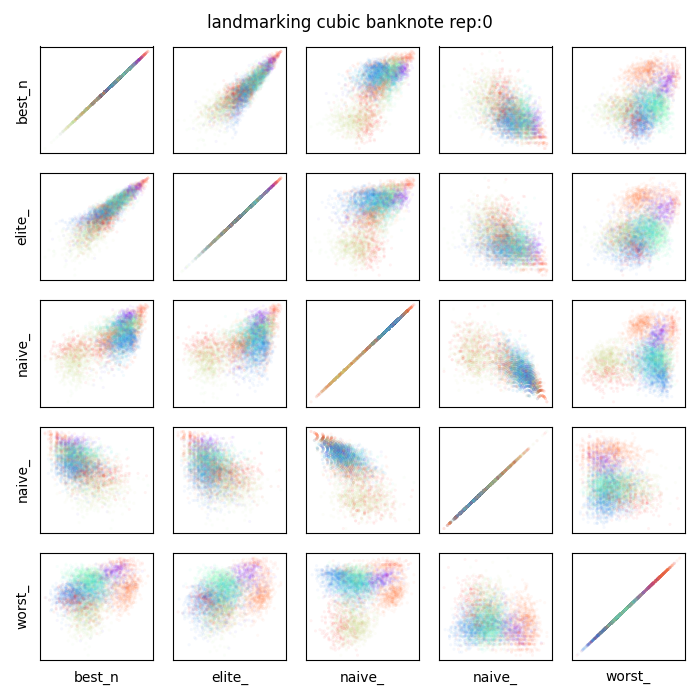 landmarking cubic banknote rep:0
best_n
elite_
naive_
naive_
worst_
best_n elite_ naive_ naive_ worst_